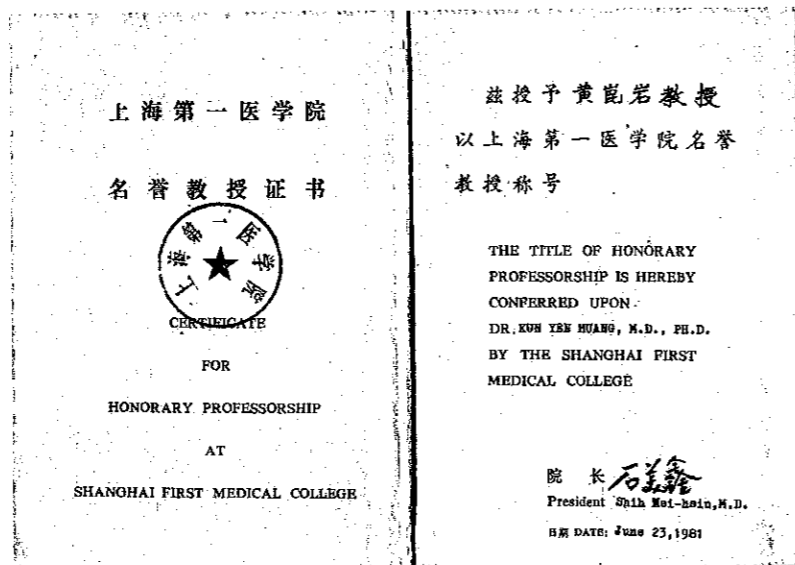 上海第一医学院
名誉教授证书
上海第一医学院
CERTIFICATE
FOR
HONORARY PROFESSORSHIP
AT
SHANGHAI FIRST MEDICAL COLLEGE
兹授予黄崑岩教授
以上海第一医学院名誉
教授称号
THE TITLE OF HONORARY
PROFESSORSHIP IS HEREBY
CONFERRED UPON
DR. KUN YEN HUANG, M.D., PH.D.
BY THE SHANGHAI FIRST
MEDICAL COLLEGE
院 长 石美鑫
President Shih Mei-hsin, M.D.
日期 DATE: June 23, 1981